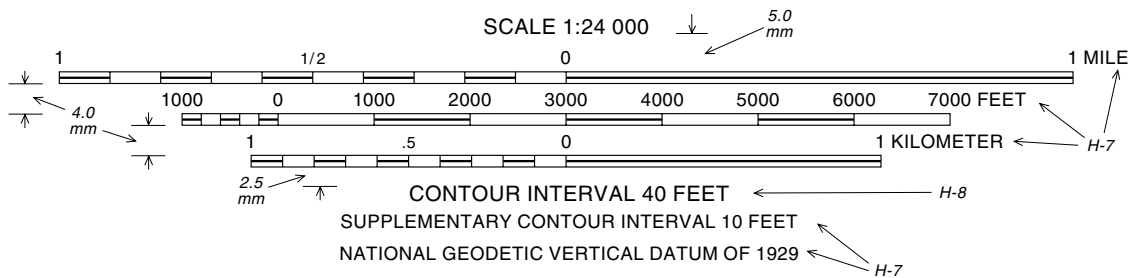 SCALE 1:24 000
5.0 mm
1 1/2 0 1 MILE
4.0 mm
1000 0 1000 2000 3000 4000 5000 6000 7000 FEET
1 .5 0 1 KILOMETER
H-7
2.5 mm
CONTOUR INTERVAL 40 FEET
H-8
SUPPLEMENTARY CONTOUR INTERVAL 10 FEET
NATIONAL GEODETIC VERTICAL DATUM OF 1929
H-7